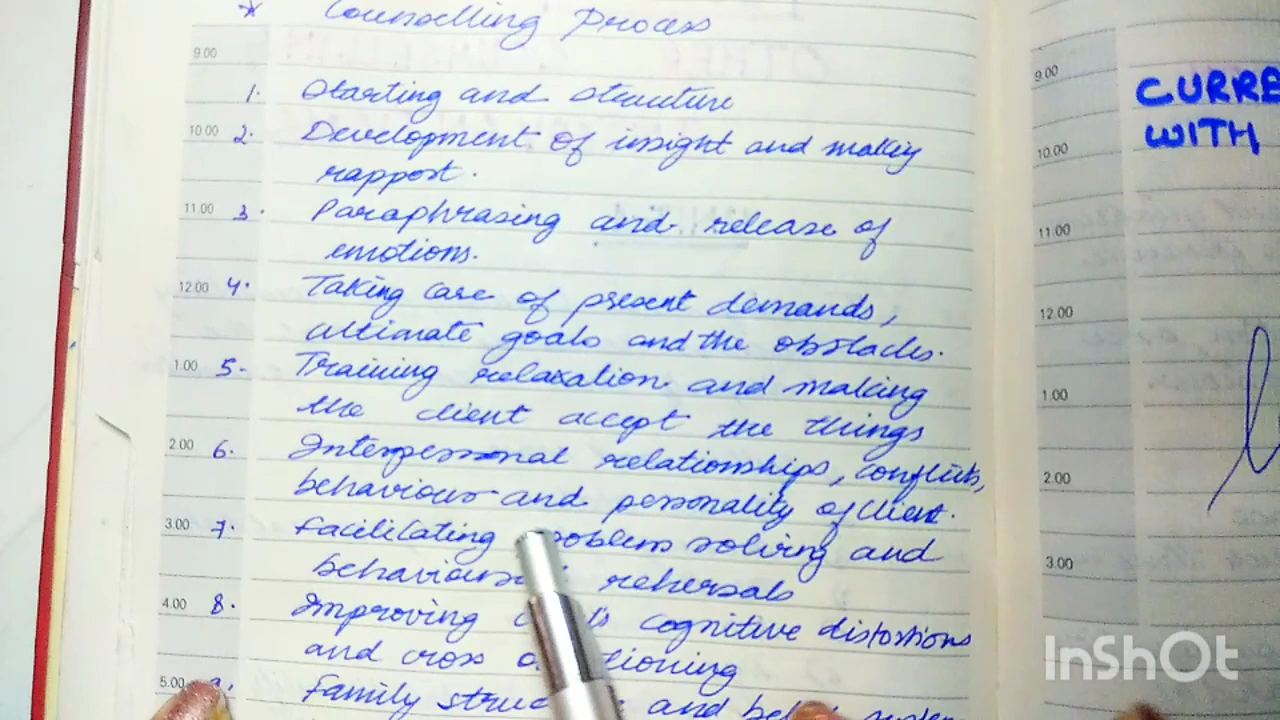 * Counselling Process
9.00
1. Starting and structure
10.00 2. Development of insight and making
rapport.
11.00 3. Paraphrasing and release of
emotions.
12.00 4. Taking care of present demands,
ultimate goals and the obstacles.
1.00 5. Training relaxation and making
the client accept the things
2.00 6. Interpersonal relationships, conflicts,
behaviour and personality of client.
3.00 7. Facilitating problem solving and
behavioural rehersals
4.00 8. Improving cognitive distortions
and cross
5.00 9. Family and
9.00
CURRE
WITH
10.00
11.00
12.00
1.00
2.00
3.00
InShOt